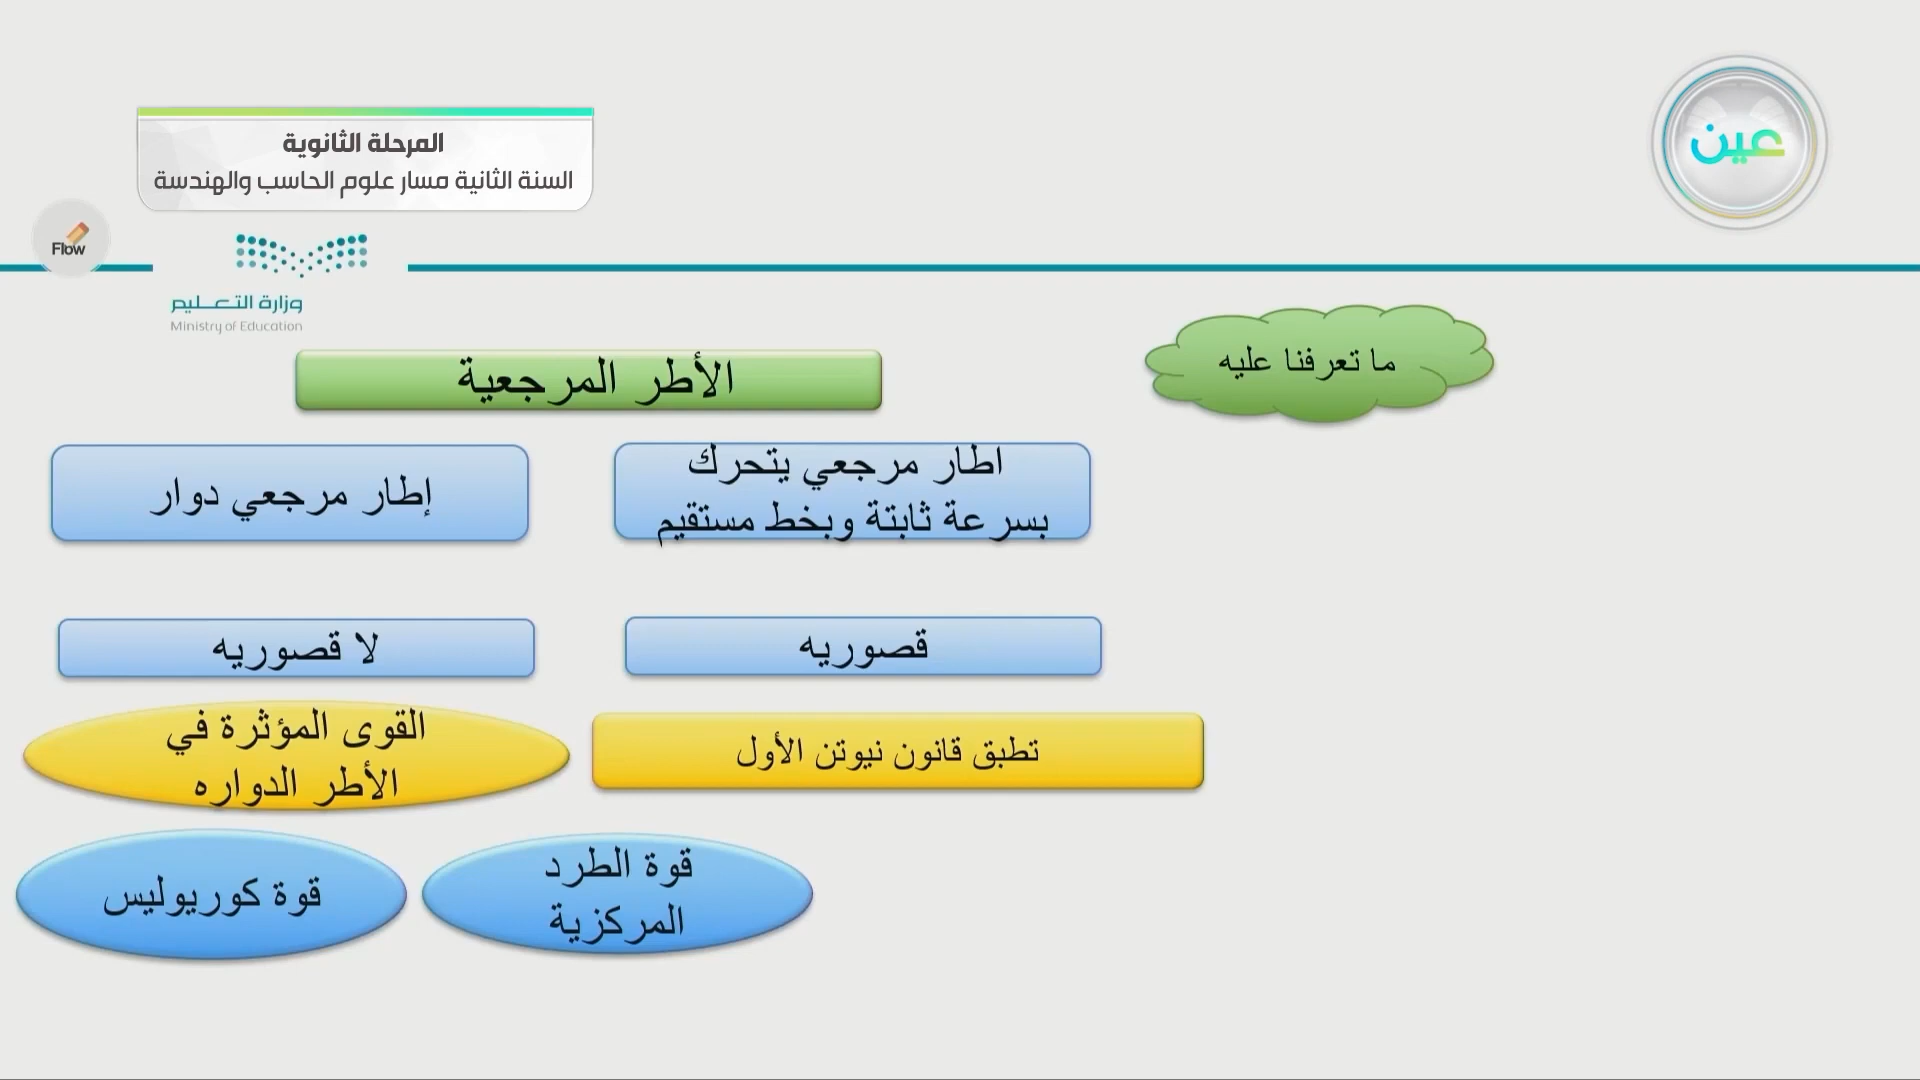 المرحلة الثانوية
السنة الثانية مسار علوم الحاسب والهندسة
عين
Flow
وزارة التعـــليم
Ministry of Education
ما تعرفنا عليه
الأطر المرجعية
اطار مرجعي يتحرك
بسرعة ثابتة وبخط مستقيم
إطار مرجعي دوار
قصوريه
لا قصوريه
تطبق قانون نيوتن الأول
القوى المؤثرة في
الأطر الدواره
قوة الطرد
المركزية
قوة كوريوليس